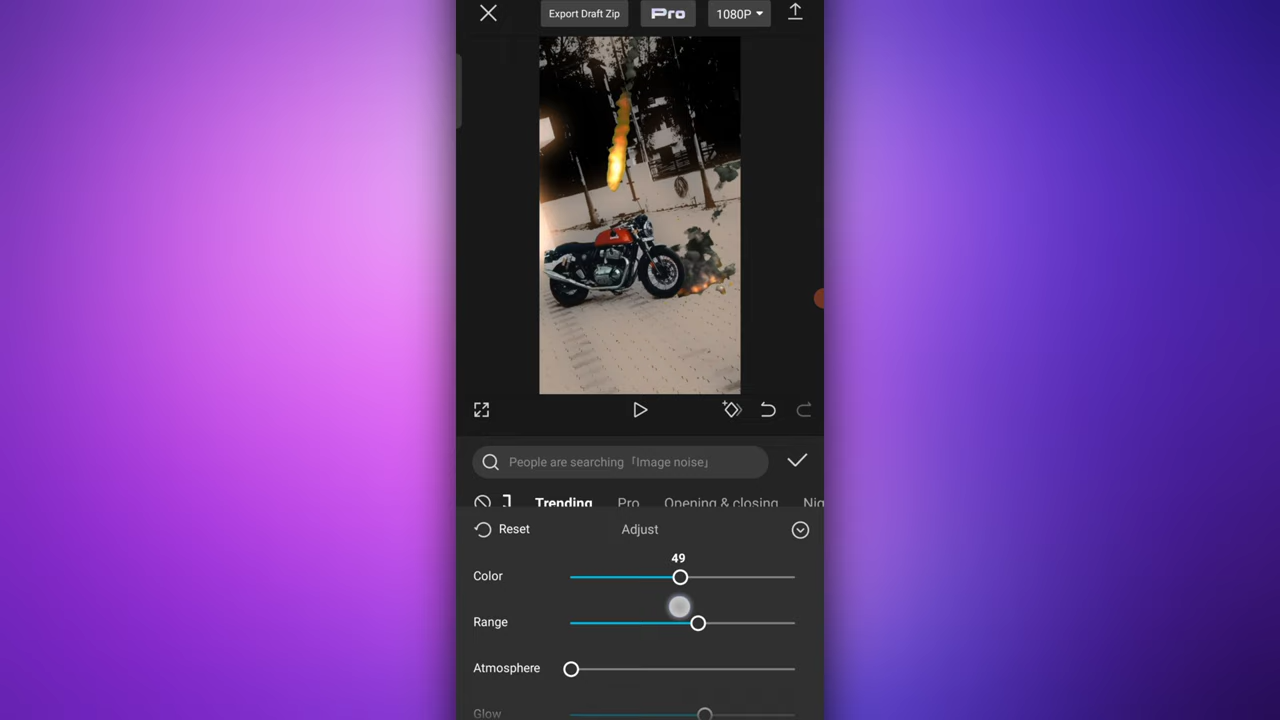 Export Draft Zip
Pro
1080P
People are searching「Image noise」
Trending
Pro
Opening & closing
Nig
Reset
Adjust
49
Color
Range
Atmosphere
Glow